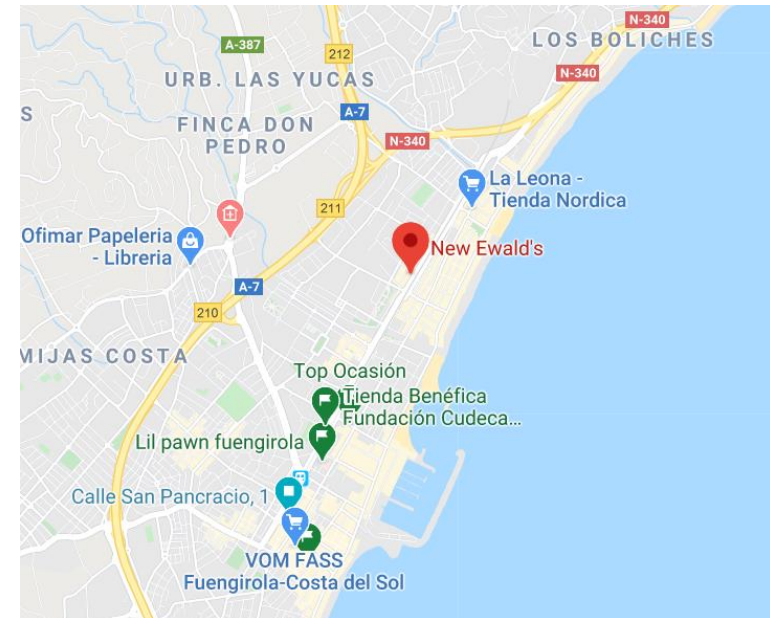 N-340
LOS BOLICHES
A-387
212
URB. LAS YUCAS
N-340
S
A-7
FINCA DON
PEDRO
N-340
La Leona -
Tienda Nordica
211
Ofimar Papeleria
- Libreria
New Ewald's
A-7
210
MIJAS COSTA
Top Ocasión
Tienda Benéfica
Fundación Cudeca...
Lil pawn fuengirola
Calle San Pancracio, 1
VOM FASS
Fuengirola-Costa del Sol